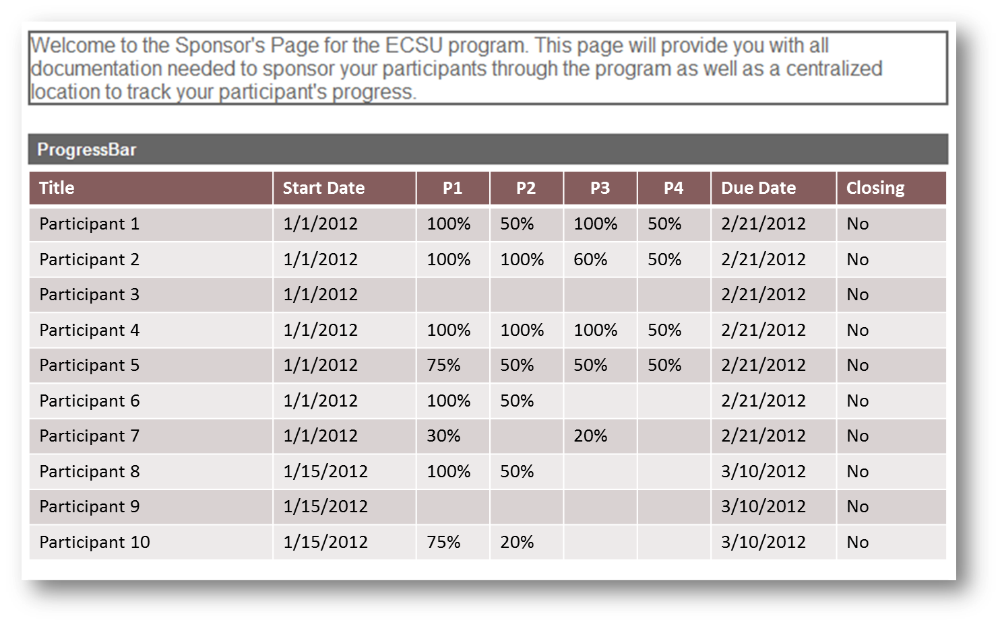 Welcome to the Sponsor's Page for the ECSU program. This page will provide you with all
documentation needed to sponsor your participants through the program as well as a centralized
location to track your participant's progress.
ProgressBar
Title Start Date P1 P2 P3 P4 Due Date Closing
Participant 1 1/1/2012 100% 50% 100% 50% 2/21/2012 No
Participant 2 1/1/2012 100% 100% 60% 50% 2/21/2012 No
Participant 3 1/1/2012 2/21/2012 No
Participant 4 1/1/2012 100% 100% 100% 50% 2/21/2012 No
Participant 5 1/1/2012 75% 50% 50% 50% 2/21/2012 No
Participant 6 1/1/2012 100% 50% 2/21/2012 No
Participant 7 1/1/2012 30% 20% 2/21/2012 No
Participant 8 1/15/2012 100% 50% 3/10/2012 No
Participant 9 1/15/2012 3/10/2012 No
Participant 10 1/15/2012 75% 20% 3/10/2012 No